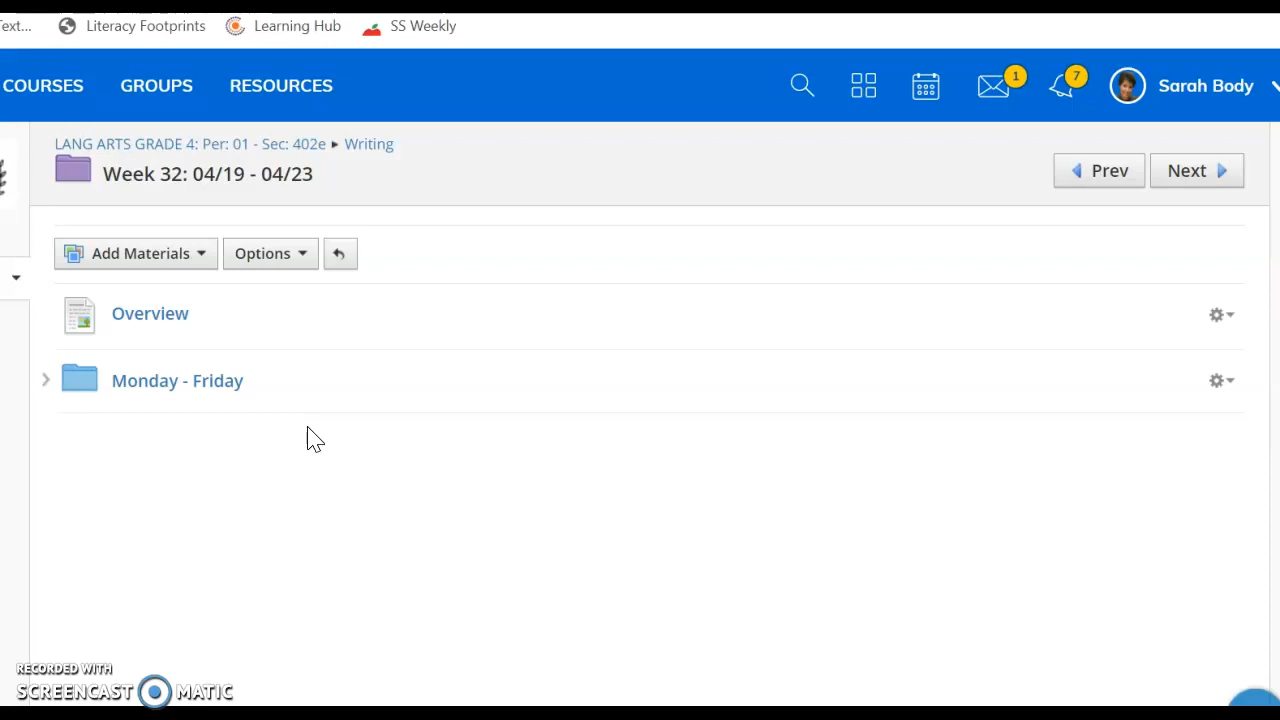 ext... Literacy Footprints Learning Hub SS Weekly
COURSES GROUPS RESOURCES 1 7 Sarah Body
LANG ARTS GRADE 4: Per: 01 - Sec: 402e ▸ Writing
Week 32: 04/19 - 04/23
Prev Next
Add Materials Options
Overview
Monday - Friday
RECORDED WITH
SCREENCAST MATIC